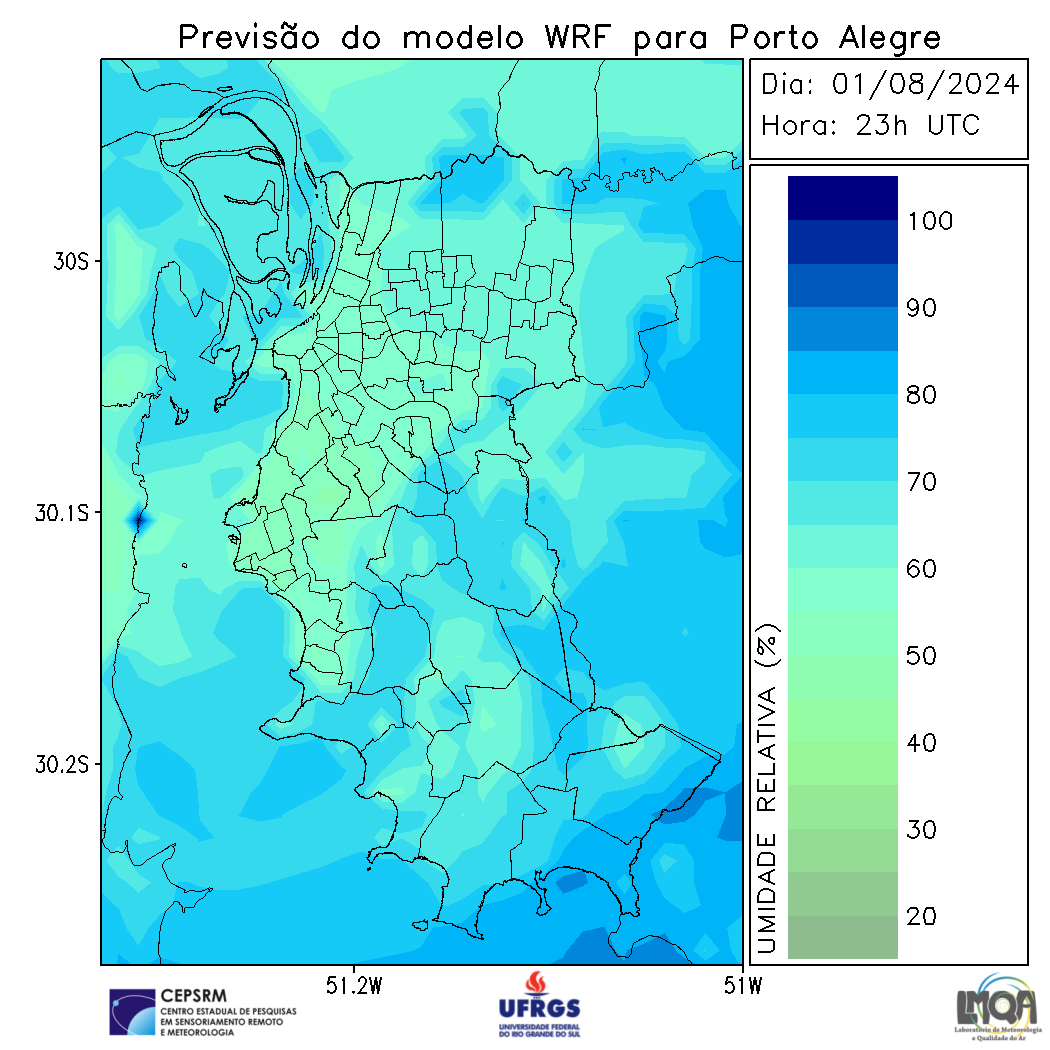 Previsão do modelo WRF para Porto Alegre
Dia: 01/08/2024
Hora: 23h UTC
30S
30.1S
30.2S
51.2W
51W
100
90
80
70
60
50
40
30
20
UMIDADE RELATIVA (%)
CEPSRM
CENTRO ESTADUAL DE PESQUISAS
EM SENSORIAMENTO REMOTO
E METEOROLOGIA
UFRGS
UNIVERSIDADE FEDERAL
DO RIO GRANDE DO SUL
LMQA
Laboratório de Meteorologia
e Qualidade do Ar